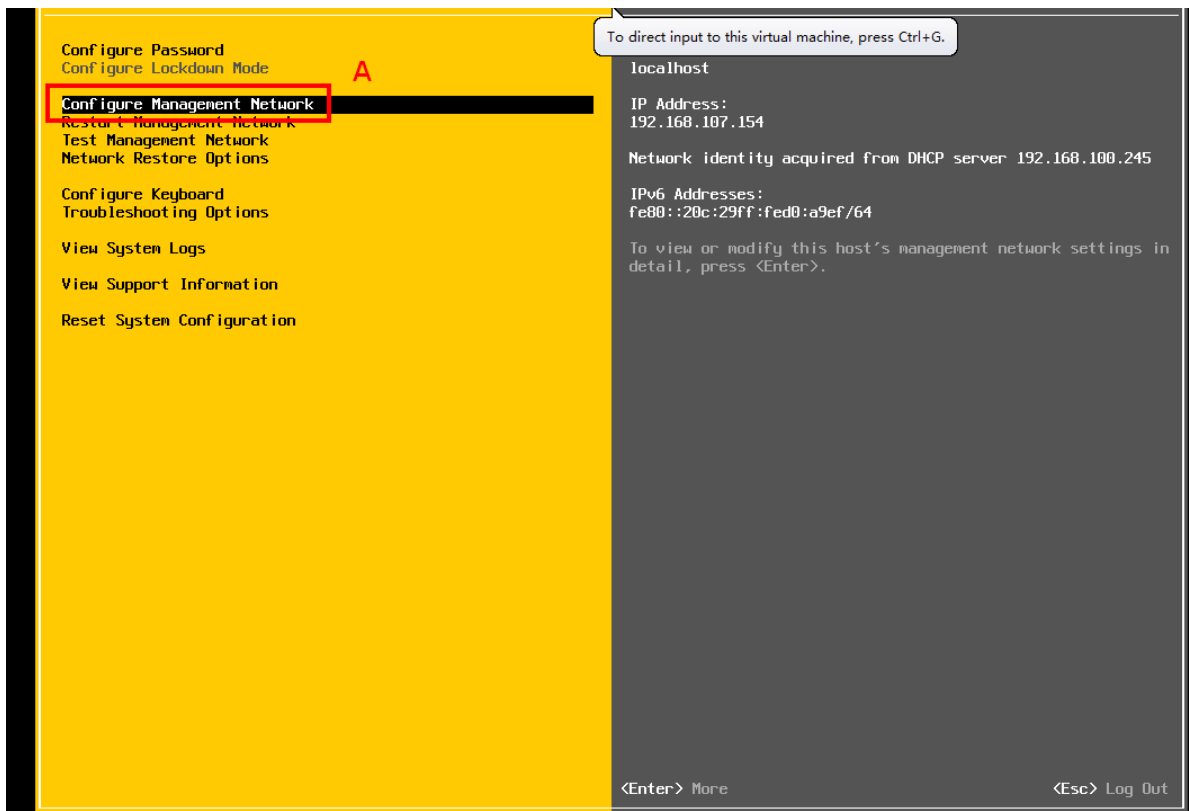 To direct input to this virtual machine, press Ctrl+G.
Configure Password
Configure Lockdown Mode
A
Configure Management Network
Restart Management Network
Test Management Network
Network Restore Options
Configure Keyboard
Troubleshooting Options
View System Logs
View Support Information
Reset System Configuration
localhost
IP Address:
192.168.107.154
Network identity acquired from DHCP server 192.168.100.245
IPv6 Addresses:
fe80::20c:29ff:fed0:a9ef/64
To view or modify this host's management network settings in
detail, press <Enter>.
<Enter> More
<Esc> Log Out